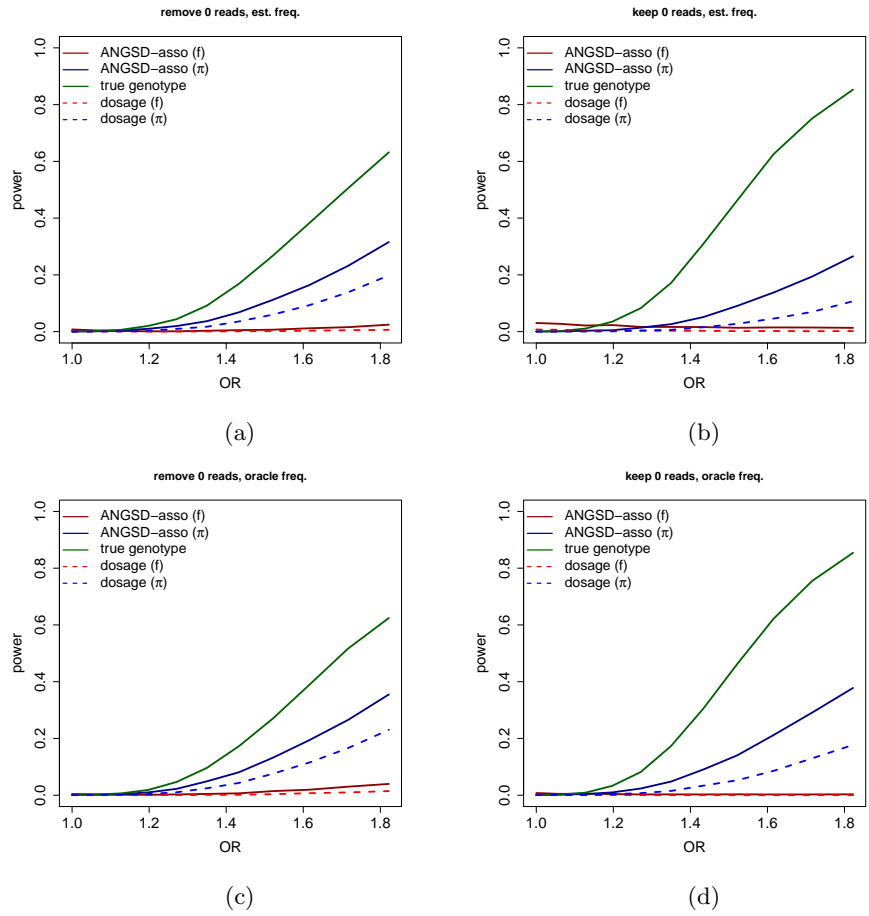 remove 0 reads, est. freq.
power
0.0 0.2 0.4 0.6 0.8 1.0
ANGSD−asso (f)
ANGSD−asso (π)
true genotype
dosage (f)
dosage (π)
1.0 1.2 1.4 1.6 1.8
OR
(a)
keep 0 reads, est. freq.
power
0.0 0.2 0.4 0.6 0.8 1.0
ANGSD−asso (f)
ANGSD−asso (π)
true genotype
dosage (f)
dosage (π)
1.0 1.2 1.4 1.6 1.8
OR
(b)
remove 0 reads, oracle freq.
power
0.0 0.2 0.4 0.6 0.8 1.0
ANGSD−asso (f)
ANGSD−asso (π)
true genotype
dosage (f)
dosage (π)
1.0 1.2 1.4 1.6 1.8
OR
(c)
keep 0 reads, oracle freq.
power
0.0 0.2 0.4 0.6 0.8 1.0
ANGSD−asso (f)
ANGSD−asso (π)
true genotype
dosage (f)
dosage (π)
1.0 1.2 1.4 1.6 1.8
OR
(d)